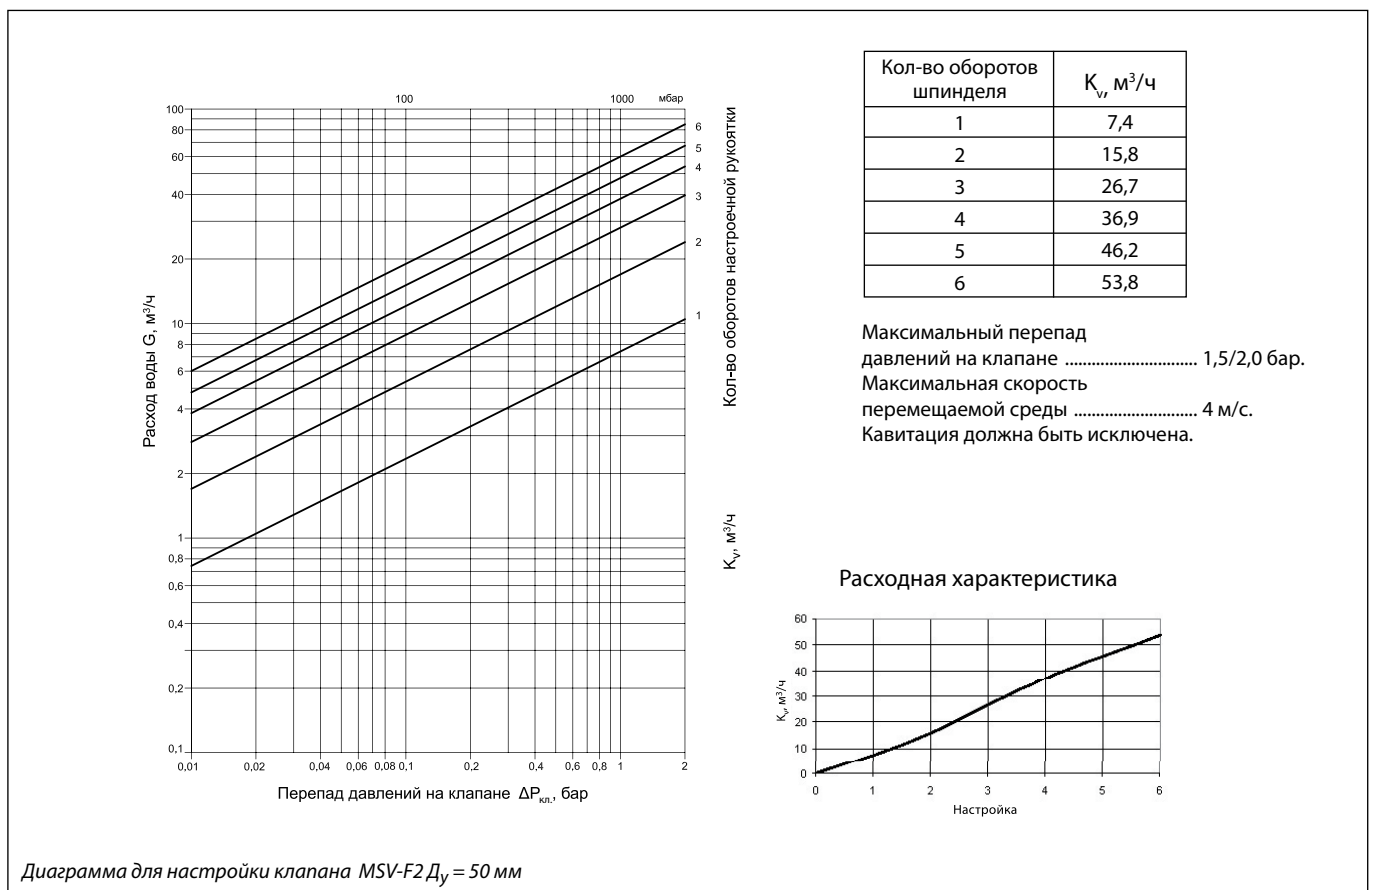 100 1000 мбар
100
80
60
40
20
10
8
6
4
2
1
0,8
0,6
0,4
0,2
0,1
Расход воды G, м³/ч
0,01 0,02 0,04 0,06 0,08 0,1 0,2 0,4 0,6 0,8 1 2
Перепад давлений на клапане ΔPкл., бар
6
5
4
3
2
1
Кол-во оборотов настроечной рукоятки
Kv, м³/ч
Кол-во оборотов шпинделя Kv, м³/ч
1 7,4
2 15,8
3 26,7
4 36,9
5 46,2
6 53,8
Максимальный перепад
давлений на клапане ............................. 1,5/2,0 бар.
Максимальная скорость
перемещаемой среды ........................... 4 м/с.
Кавитация должна быть исключена.
Расходная характеристика
60
50
40
30
20
10
0
Kv, м³/ч
0 1 2 3 4 5 6
Настройка
Диаграмма для настройки клапана MSV-F2 Ду = 50 мм